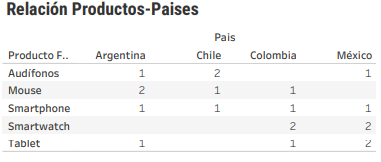 Relación Productos-Paises
Pais
Producto F.. Argentina Chile Colombia México
Audífonos 1 2 1
Mouse 2 1 1
Smartphone 1 1 1 1
Smartwatch 2 2
Tablet 1 1 2